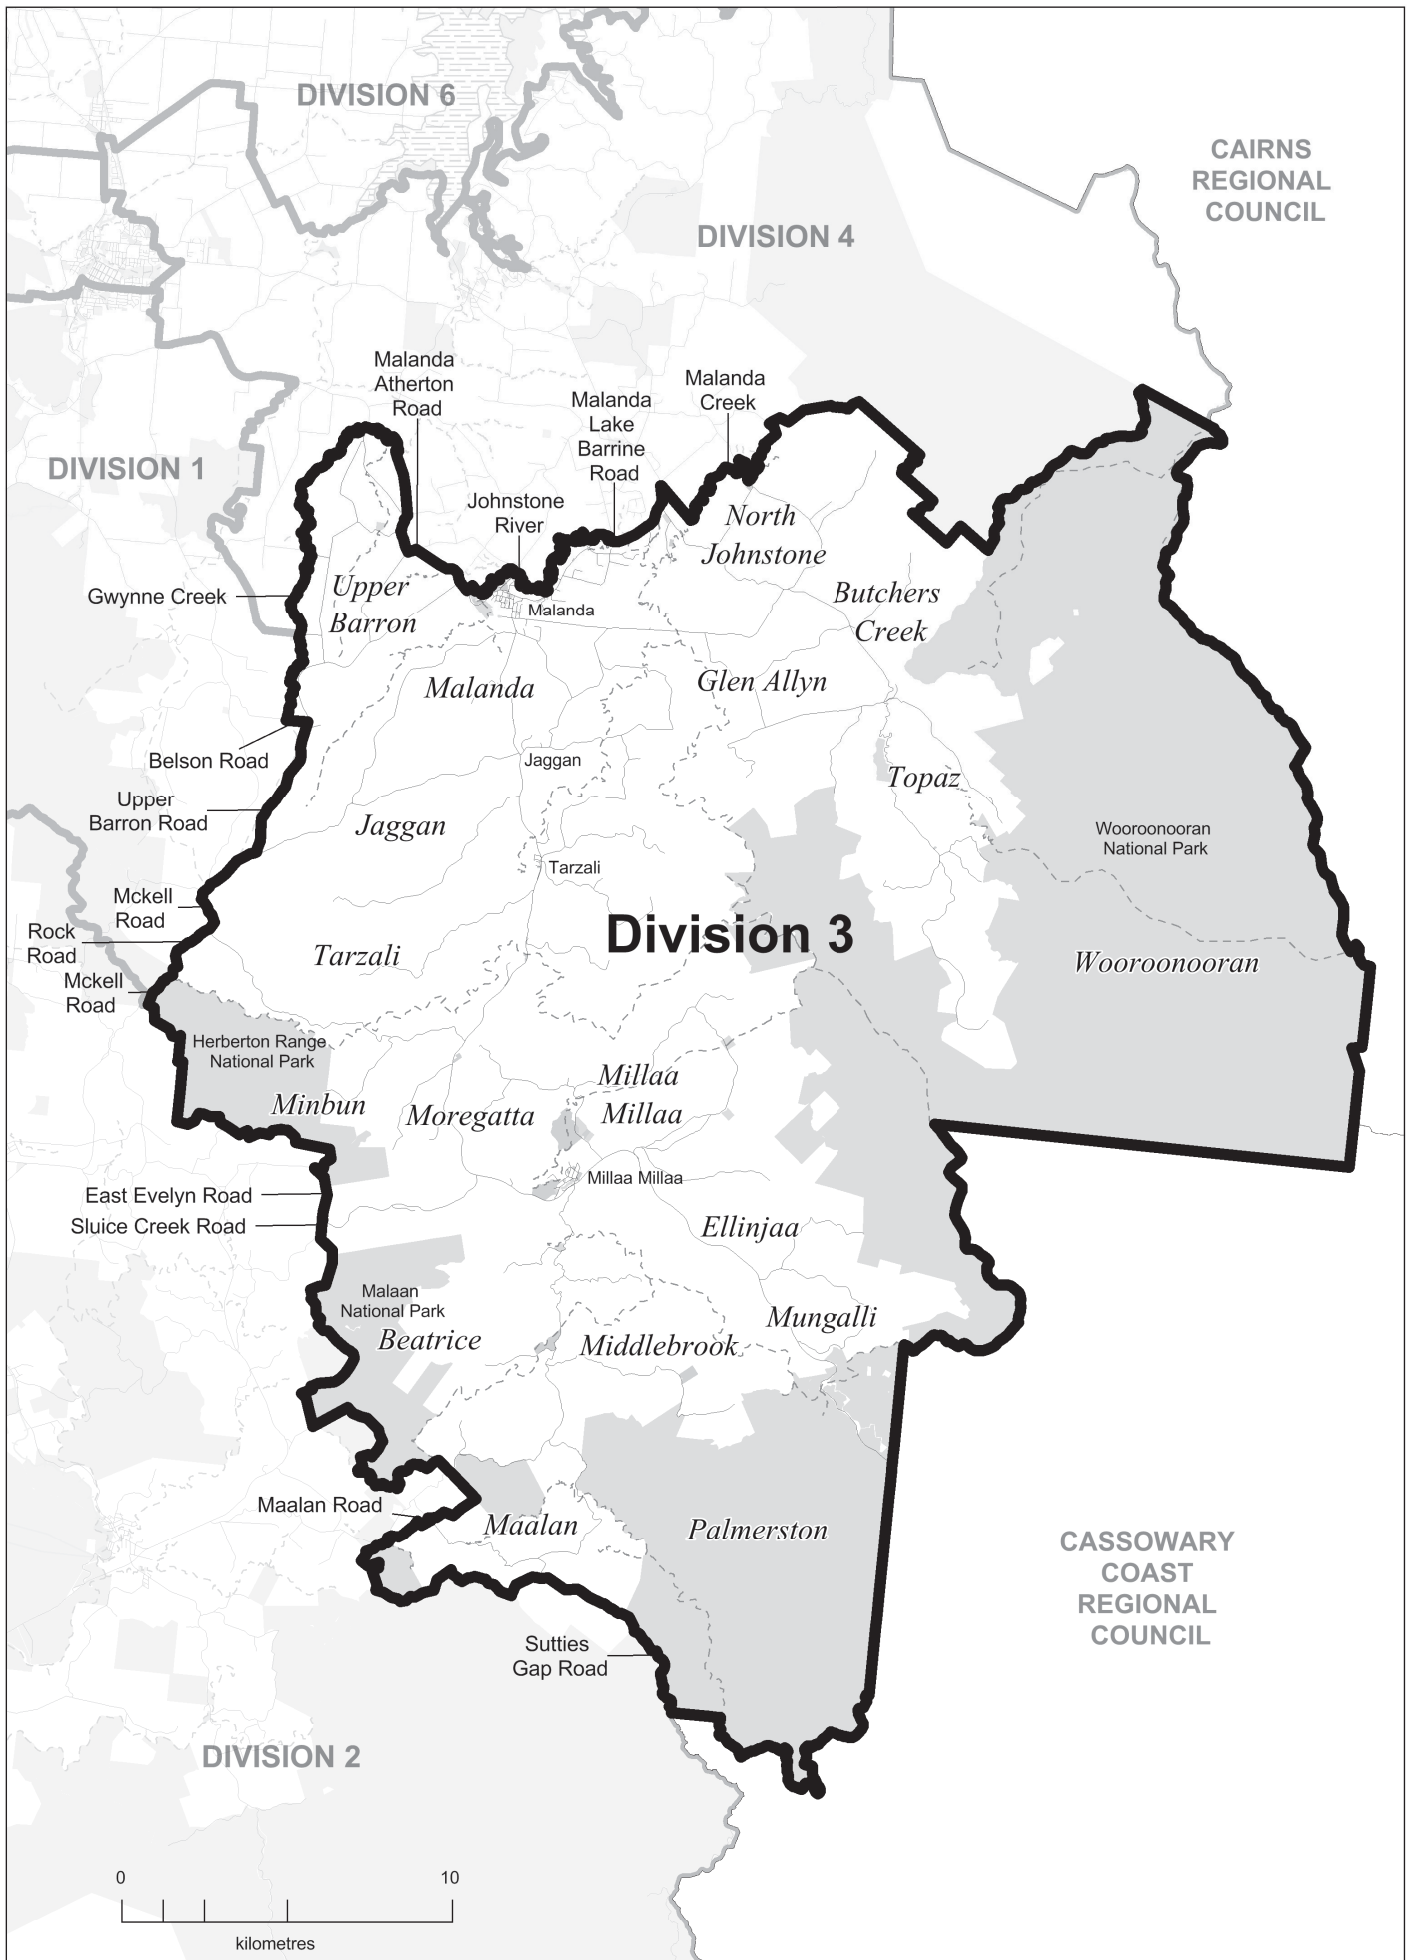 DIVISION 6
CAIRNS
REGIONAL
COUNCIL
DIVISION 4
Malanda
Atherton
Road
Malanda
Creek
Malanda
Lake
Barrine
Road
DIVISION 1
Johnstone
River
North
Johnstone
Gwynne Creek
Upper
Barron
Malanda
Butchers
Creek
Malanda
Glen Allyn
Belson Road
Jaggan
Topaz
Upper
Barron Road
Jaggan
Wooroonooran
National Park
Tarzali
Mckell
Road
Rock
Road
Division 3
Tarzali
Wooroonooran
Mckell
Road
Herberton Range
National Park
Millaa
Millaa
Minbun
Moregatta
Millaa Millaa
East Evelyn Road
Sluice Creek Road
Ellinjaa
Malaan
National Park
Mungalli
Beatrice
Middlebrook
Maalan Road
Maalan
Palmerston
CASSOWARY
COAST
REGIONAL
COUNCIL
Sutties
Gap Road
DIVISION 2
0
10
kilometres